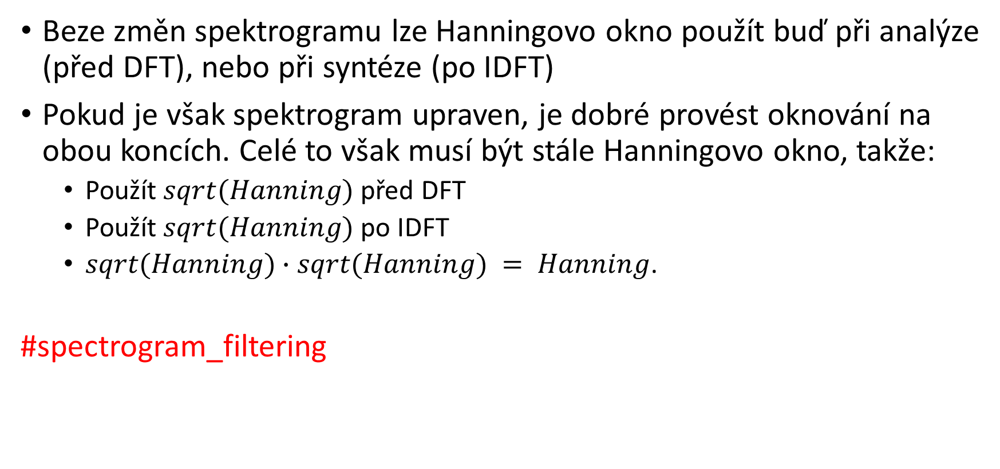 • Beze změn spektrogramu lze Hanningovo okno použít buď při analýze
(před DFT), nebo při syntéze (po IDFT)
• Pokud je však spektrogram upraven, je dobré provést oknování na
obou koncích. Celé to však musí být stále Hanningovo okno, takže:
• Použít sqrt(Hanning) před DFT
• Použít sqrt(Hanning) po IDFT
• sqrt(Hanning) · sqrt(Hanning) = Hanning.
#spectrogram_filtering